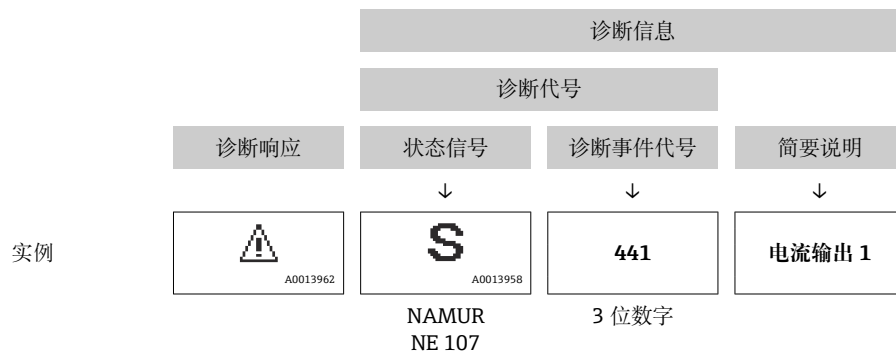 诊断信息
诊断代号
诊断响应 状态信号 诊断事件代号 简要说明
↓ ↓ ↓
实例 S 441 电流输出 1
A0013962 A0013958
NAMUR 3 位数字
NE 107